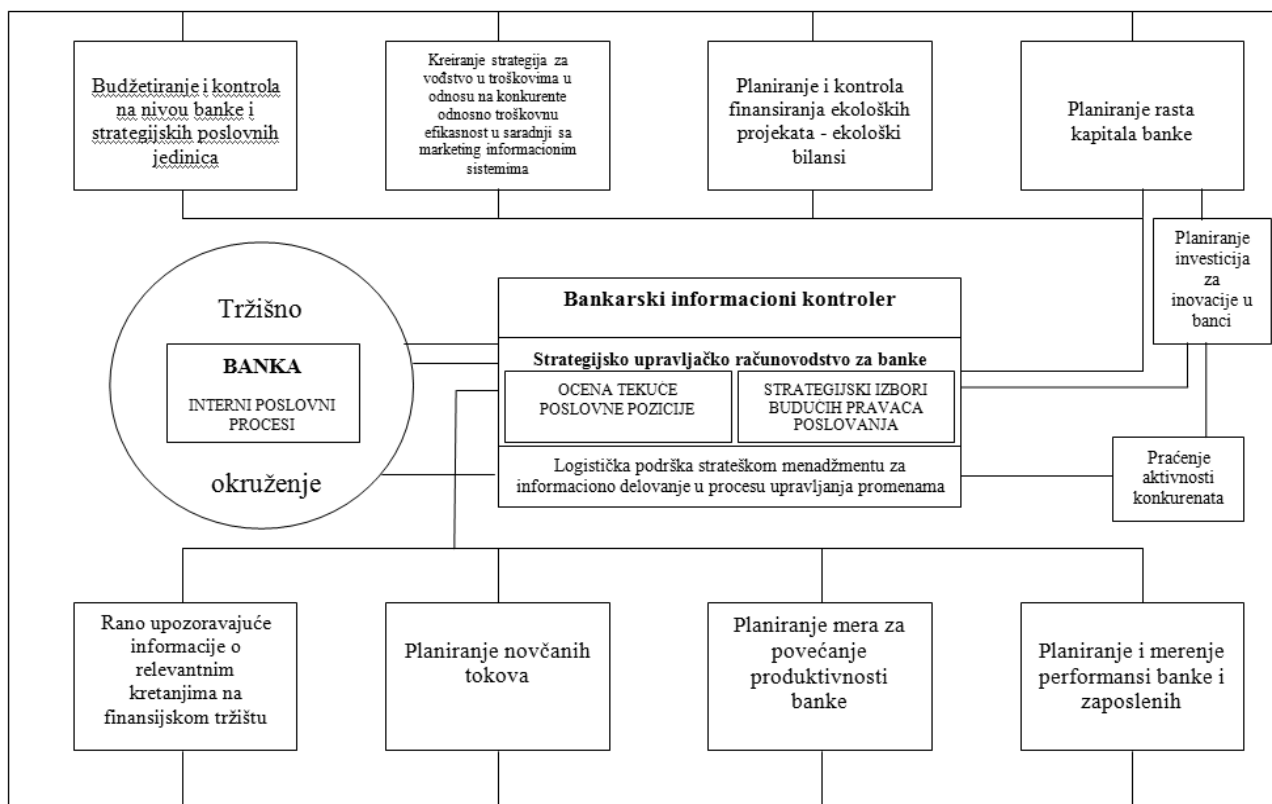 Budžetiranje i kontrola
na nivou banke i
strategijskih poslovnih
jedinica
Kreiranje strategija za
vođstvo u troškovima u
odnosu na konkurente
odnosno troškovnu
efikasnost u saradnji sa
marketing informacionim
sistemima
Planiranje i kontrola
finansiranja ekoloških
projekata - ekološki
bilansi
Planiranje rasta
kapitala banke
Planiranje
investicija
za
inovacije u
banci
Tržišno
BANKA
INTERNI POSLOVNI
PROCESI
okruženje
Bankarski informacioni kontroler
Strategijsko upravljačko računovodstvo za banke
OCENA TEKUĆE
POSLOVNE POZICIJE
STRATEGIJSKI IZBORI
BUDUĆIH PRAVACA
POSLOVANJA
Logistička podrška strateškom menadžmentu za
informaciono delovanje u procesu upravljanja promenama
Praćenje
aktivnosti
konkurenata
Rano upozoravajuće
informacije o
relevantnim
kretanjima na
finansijskom tržištu
Planiranje novčanih
tokova
Planiranje mera za
povećanje
produktivnosti
banke
Planiranje i merenje
performansi banke i
zaposlenih